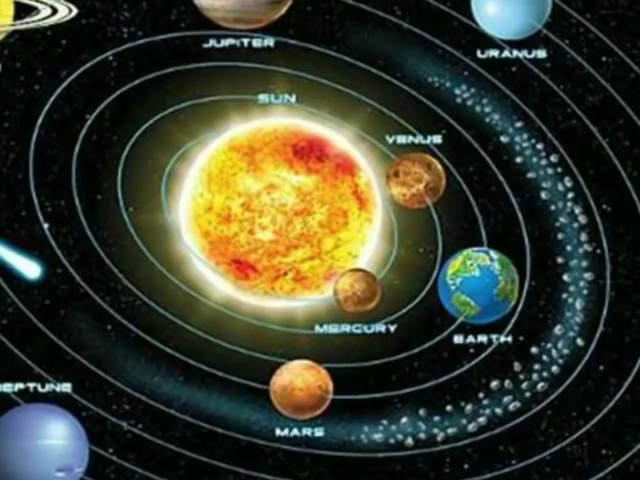 JUPITER
URANUS
SUN
VENUS
MERCURY
EARTH
EPTUNE
MARS